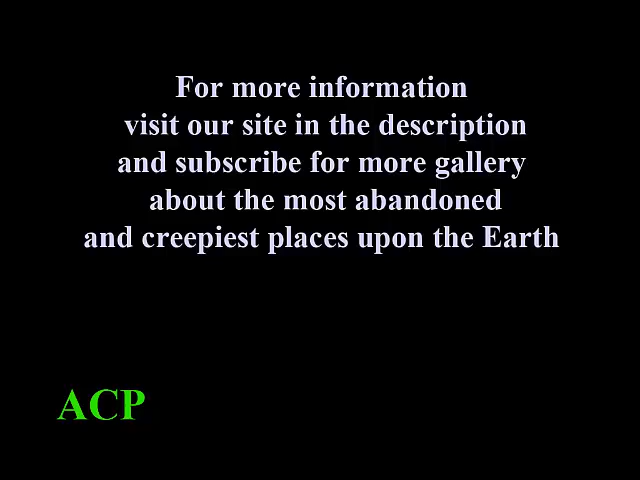 For more information
visit our site in the description
and subscribe for more gallery
about the most abandoned
and creepiest places upon the Earth
ACP